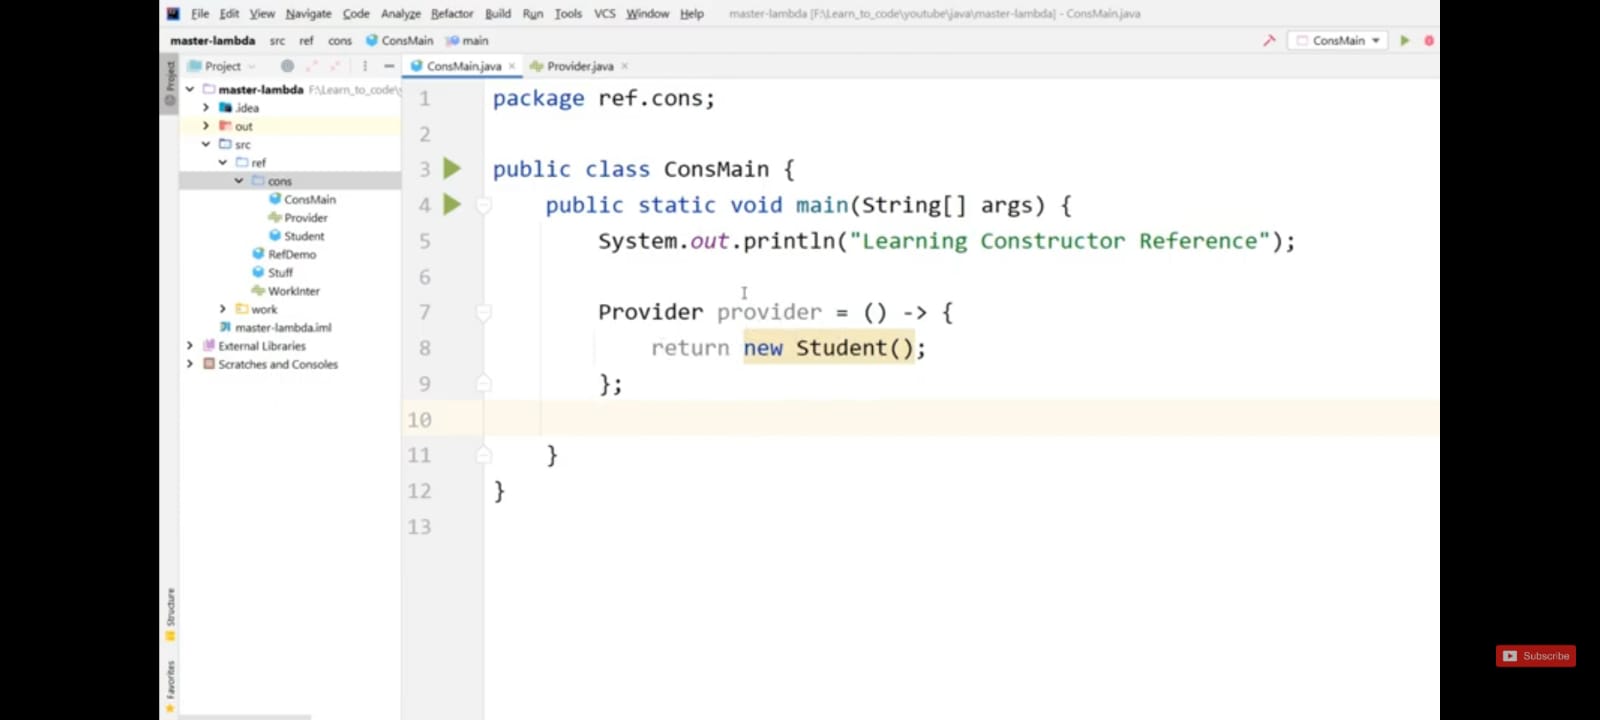 File Edit View Navigate Code Analyze Refactor Build Run Tools VCS Window Help master-lambda [F:\Learn_to_code\youtube\java\master-lambda] - ConsMain.java
master-lambda src ref cons ConsMain main ConsMain
Project
Project
ConsMain.java
Provider.java
master-lambda F:\Learn_to_code\
.idea
out
src
ref
cons
ConsMain
Provider
Student
RefDemo
Stuff
WorkInter
work
master-lambda.iml
External Libraries
Scratches and Consoles
1 package ref.cons;
2
3 public class ConsMain {
4 public static void main(String[] args) {
5 System.out.println("Learning Constructor Reference");
6
7 Provider provider = () -> {
8 return new Student();
9 };
10
11 }
12 }
13
Structure
Favorites
Subscribe